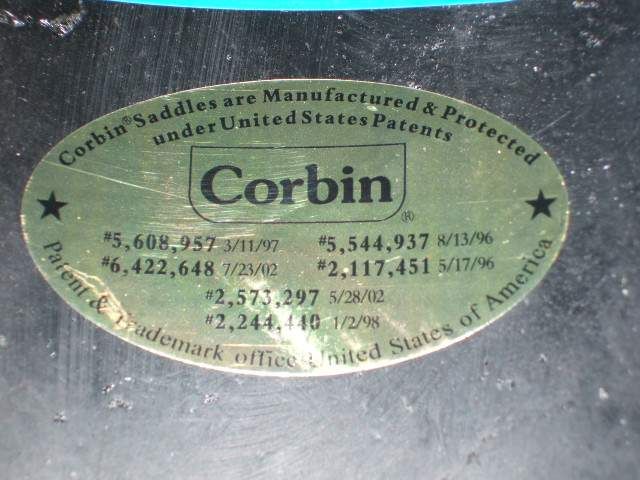 Corbin® Saddles are Manufactured & Protected
under United States Patents
Corbin ®
#5,608,957 3/11/97 #5,544,937 8/13/96
#6,422,648 7/23/02 #2,117,451 5/17/96
#2,573,297 5/28/02
#2,244,440 1/2/98
Patent & Trademark office United States of America